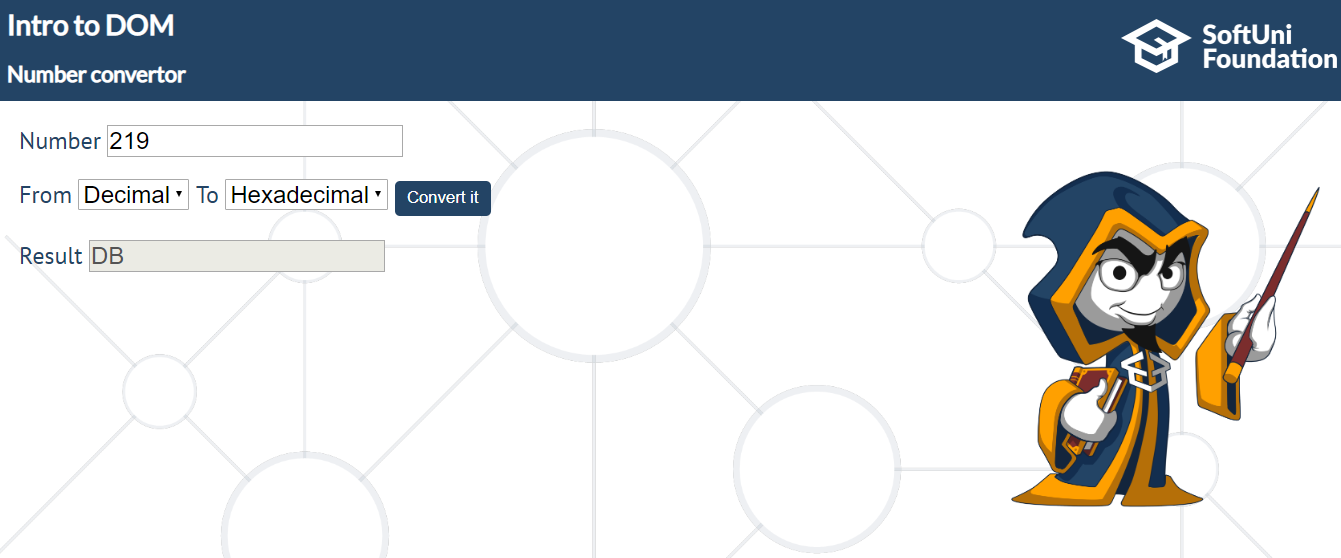 Intro to DOM
SoftUni
Foundation
Number convertor
Number 219
From Decimal To Hexadecimal Convert it
Result DB